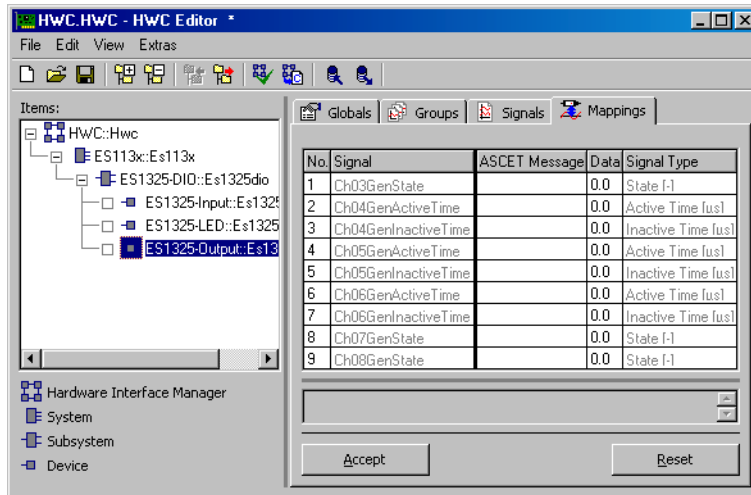 HWC.HWC - HWC Editor *
File Edit View Extras
Items:
HWC::Hwc
ES113x::Es113x
ES1325-DIO::Es1325dio
ES1325-Input::Es132
ES1325-LED::Es1325
ES1325-Output::Es13
Hardware Interface Manager
System
Subsystem
Device
Globals Groups Signals Mappings
No. Signal ASCET Message Data Signal Type
1 Ch03GenState 0.0 State [-]
2 Ch04GenActiveTime 0.0 Active Time [us]
3 Ch04GenInactiveTime 0.0 Inactive Time [us]
4 Ch05GenActiveTime 0.0 Active Time [us]
5 Ch05GenInactiveTime 0.0 Inactive Time [us]
6 Ch06GenActiveTime 0.0 Active Time [us]
7 Ch06GenInactiveTime 0.0 Inactive Time [us]
8 Ch07GenState 0.0 State [-]
9 Ch08GenState 0.0 State [-]
Accept Reset